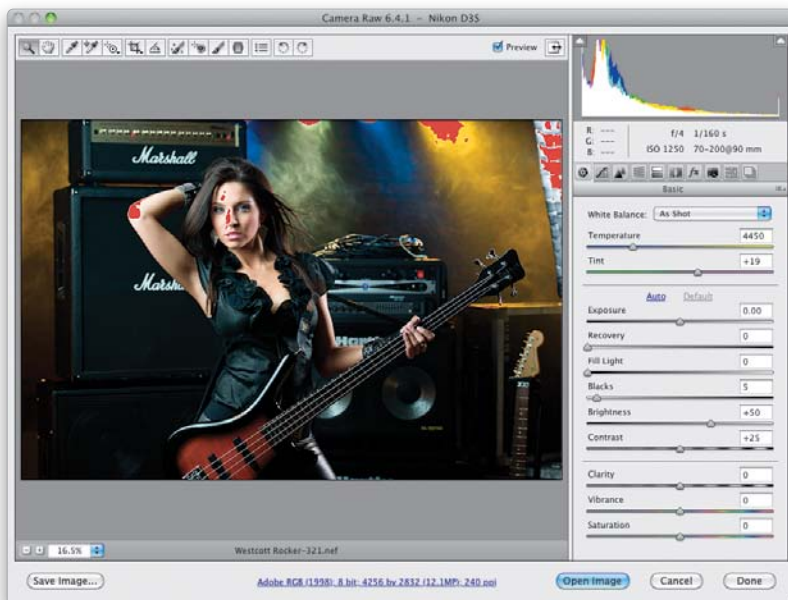 Camera Raw 6.4.1 – Nikon D3S
Preview
R: ---
G: ---
B: ---
f/4 1/160 s
ISO 1250 70-200@90 mm
Basic
White Balance: As Shot
Temperature 4450
Tint +19
Auto Default
Exposure 0.00
Recovery 0
Fill Light 0
Blacks 5
Brightness +50
Contrast +25
Clarity 0
Vibrance 0
Saturation 0
Marshall
16.5%
Westcott Rocker-321.nef
Save Image...
Adobe RGB (1998); 8 bit; 4256 by 2832 (12.1MP); 240 ppi
Open Image
Cancel
Done